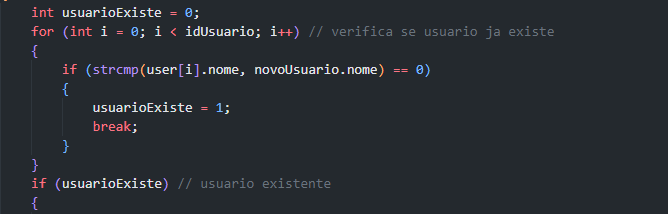 int usuarioExiste = 0;
for (int i = 0; i < idUsuario; i++) // verifica se usuario ja existe
{
if (strcmp(user[i].nome, novoUsuario.nome) == 0)
{
usuarioExiste = 1;
break;
}
}
if (usuarioExiste) // usuario existente
{